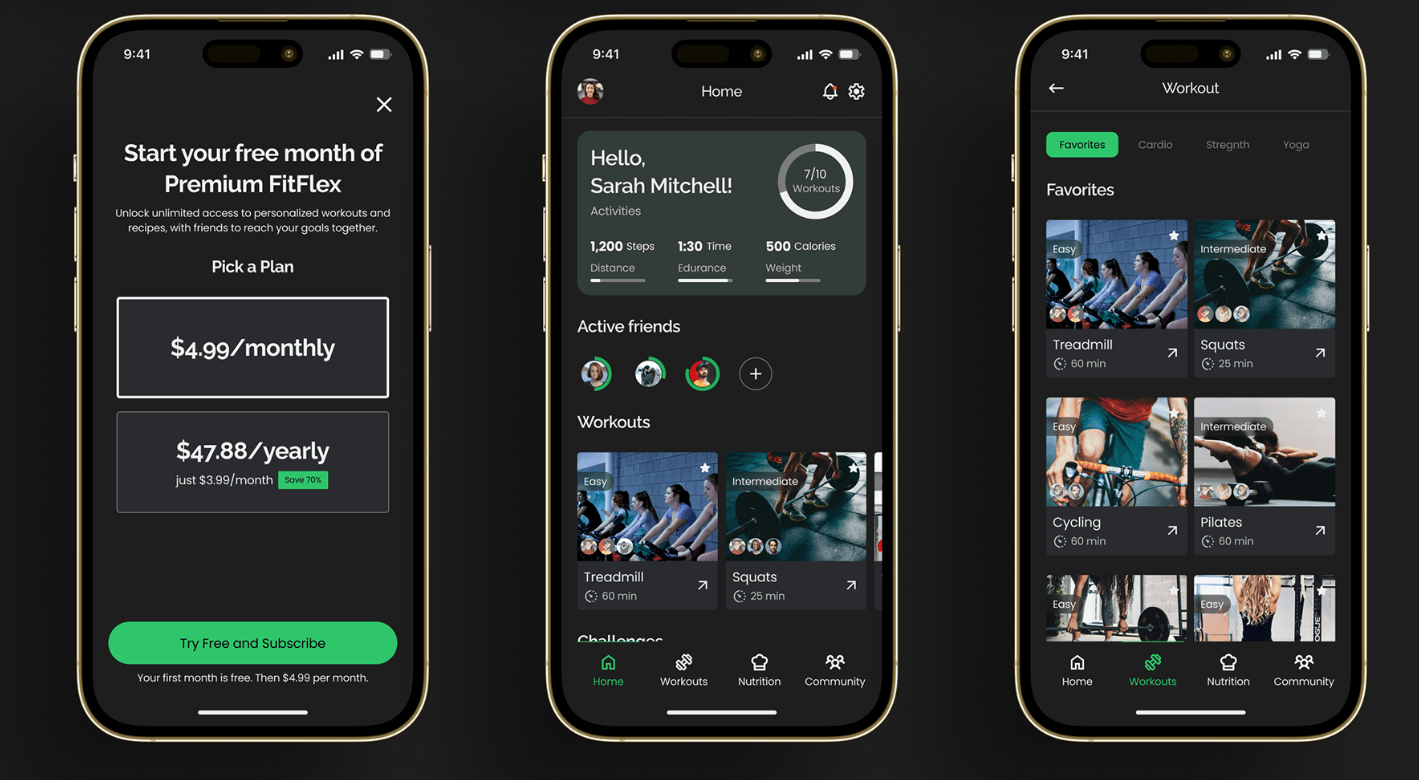 9:41
Start your free month of
Premium FitFlex
Unlock unlimited access to personalized workouts and
recipes, with friends to reach your goals together.
Pick a Plan
$4.99/monthly
$47.88/yearly
just $3.99/month Save 70%
Try Free and Subscribe
Your first month is free. Then $4.99 per month.
9:41
Home
Hello,
Sarah Mitchell!
Activities
7/10
Workouts
1,200 Steps 1:30 Time 500 Calories
Distance Edurance Weight
Active friends
Workouts
Easy Intermediate
Treadmill Squats
60 min 25 min
Challenges
Home Workouts Nutrition Community
9:41
Workout
Favorites Cardio Stregnth Yoga
Favorites
Easy Intermediate
Treadmill Squats
60 min 25 min
Easy Intermediate
Cycling Pilates
60 min 60 min
Easy Easy
Home Workouts Nutrition Community